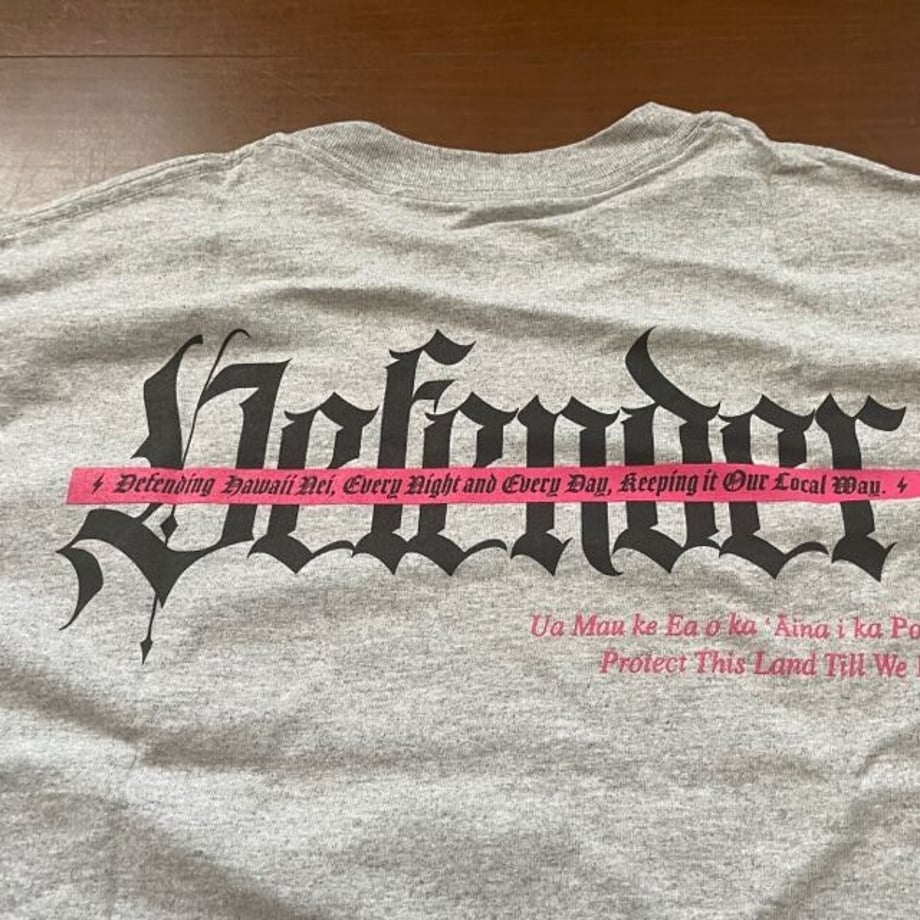 Defender
Defending Hawaii Nei, Every Night and Every Day, Keeping it Our Local Way.
Ua Mau ke Ea o ka ʻĀina i ka
Protect This Land Till We